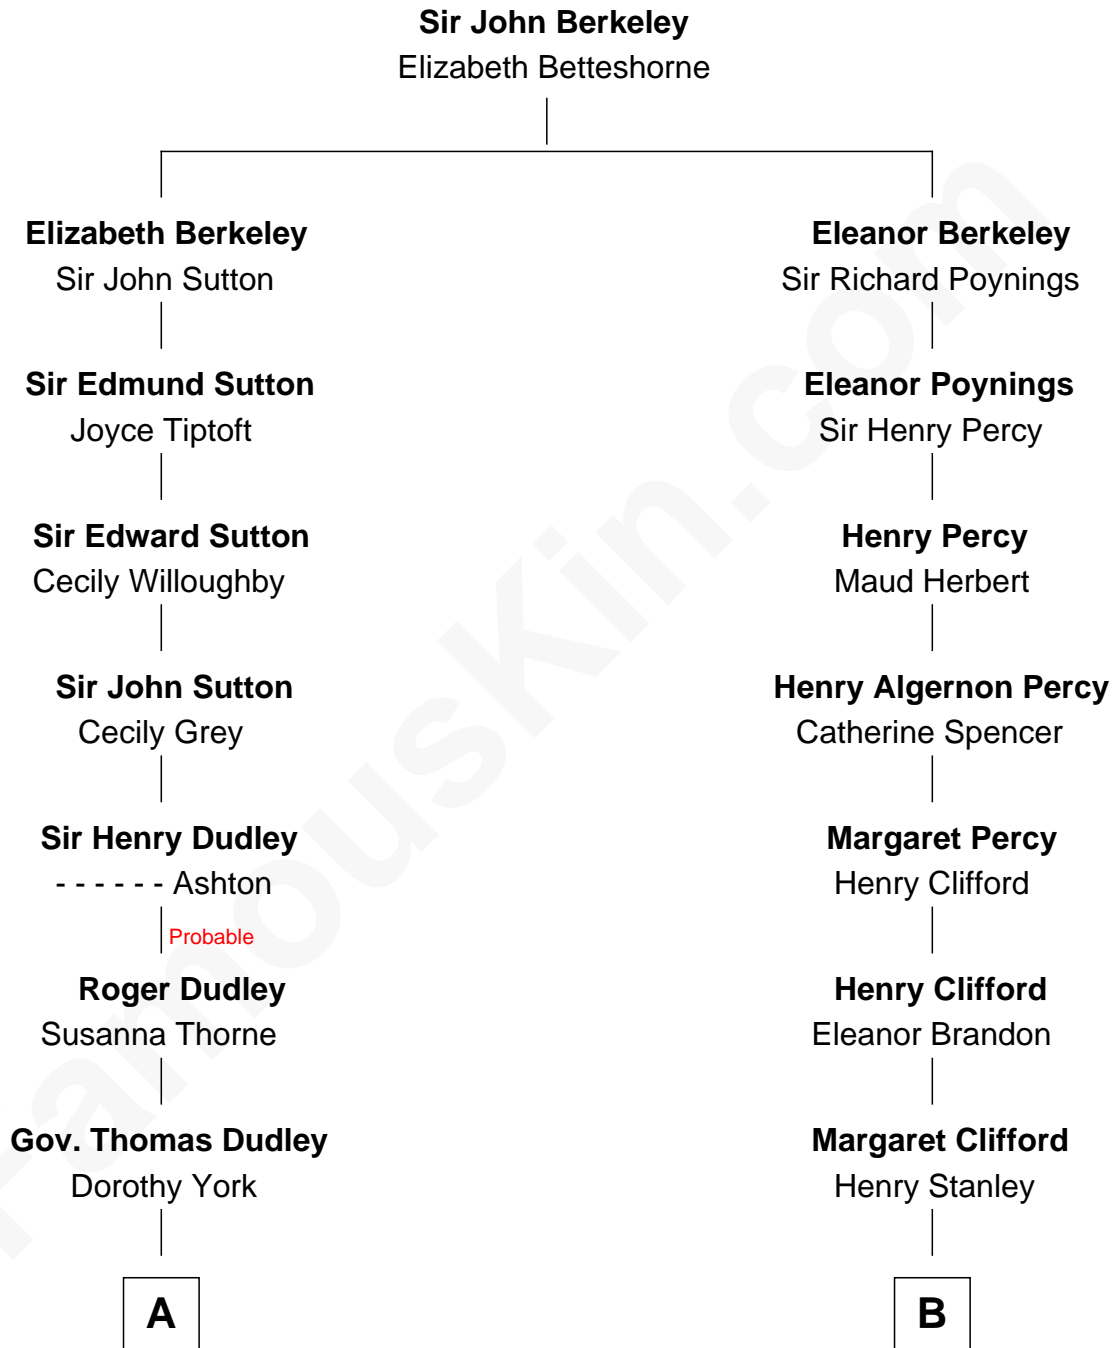 Sir John Berkeley
Elizabeth Betteshorne
Elizabeth Berkeley
Sir John Sutton
Eleanor Berkeley
Sir Richard Poynings
Sir Edmund Sutton
Joyce Tiptoft
Eleanor Poynings
Sir Henry Percy
Sir Edward Sutton
Cecily Willoughby
Henry Percy
Maud Herbert
Sir John Sutton
Cecily Grey
Henry Algernon Percy
Catherine Spencer
Sir Henry Dudley
- - - - - - Ashton
Margaret Percy
Henry Clifford
Probable
Roger Dudley
Susanna Thorne
Henry Clifford
Eleanor Brandon
Gov. Thomas Dudley
Dorothy York
Margaret Clifford
Henry Stanley
A
B
FamousKin.com